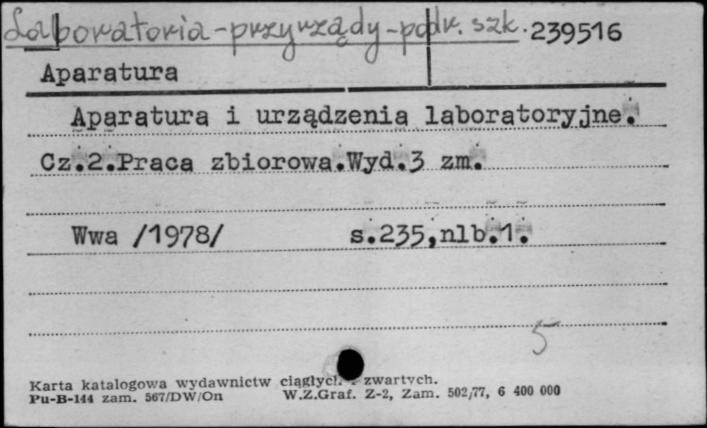 Laboratoria-przyrządy-podr. szk. 239516
Aparatura
Aparatura i urządzenia laboratoryjne.
Cz.2.Praca zbiorowa.Wyd.3 zm.
Wwa /1978/ s.235,nlb.1.
5
Karta katalogowa wydawnictw ciągłych i zwartych.
Pu-B-144 zam. 567/DW/On W.Z.Graf. Z-2, Zam. 502/77, 6 400 000